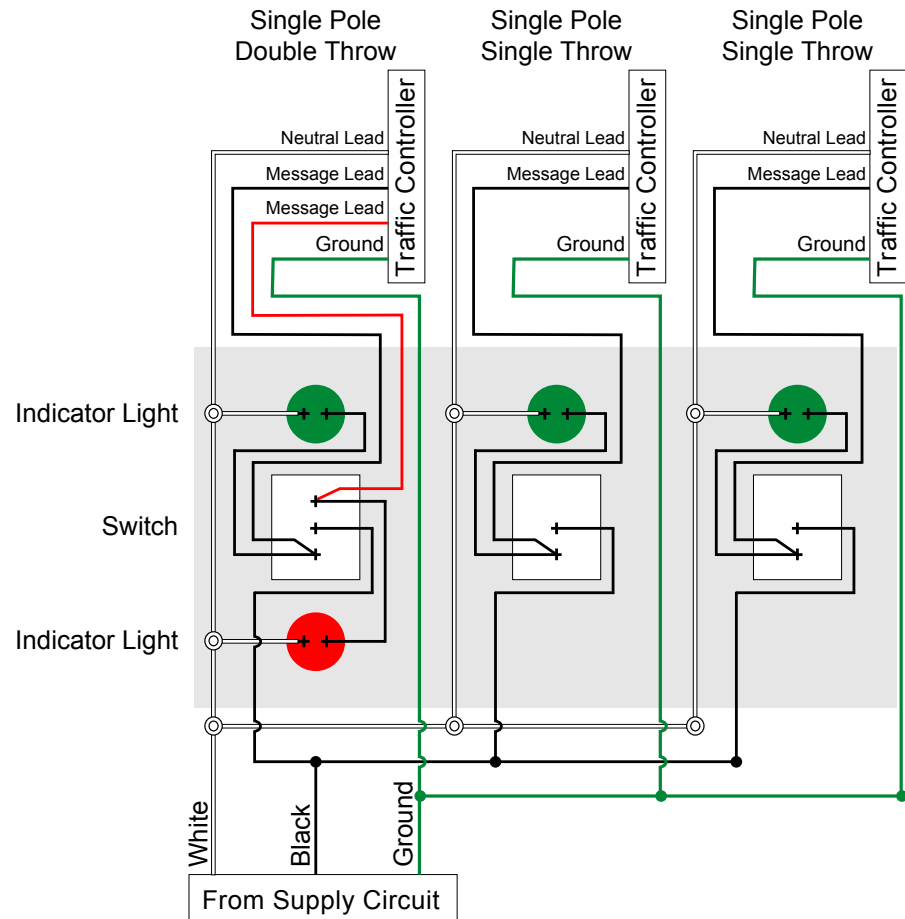 Single Pole
Double Throw
Single Pole
Single Throw
Single Pole
Single Throw
Traffic Controller
Neutral Lead
Message Lead
Message Lead
Ground
Traffic Controller
Neutral Lead
Message Lead
Ground
Traffic Controller
Neutral Lead
Message Lead
Ground
Indicator Light
Switch
Indicator Light
White
Black
Ground
From Supply Circuit